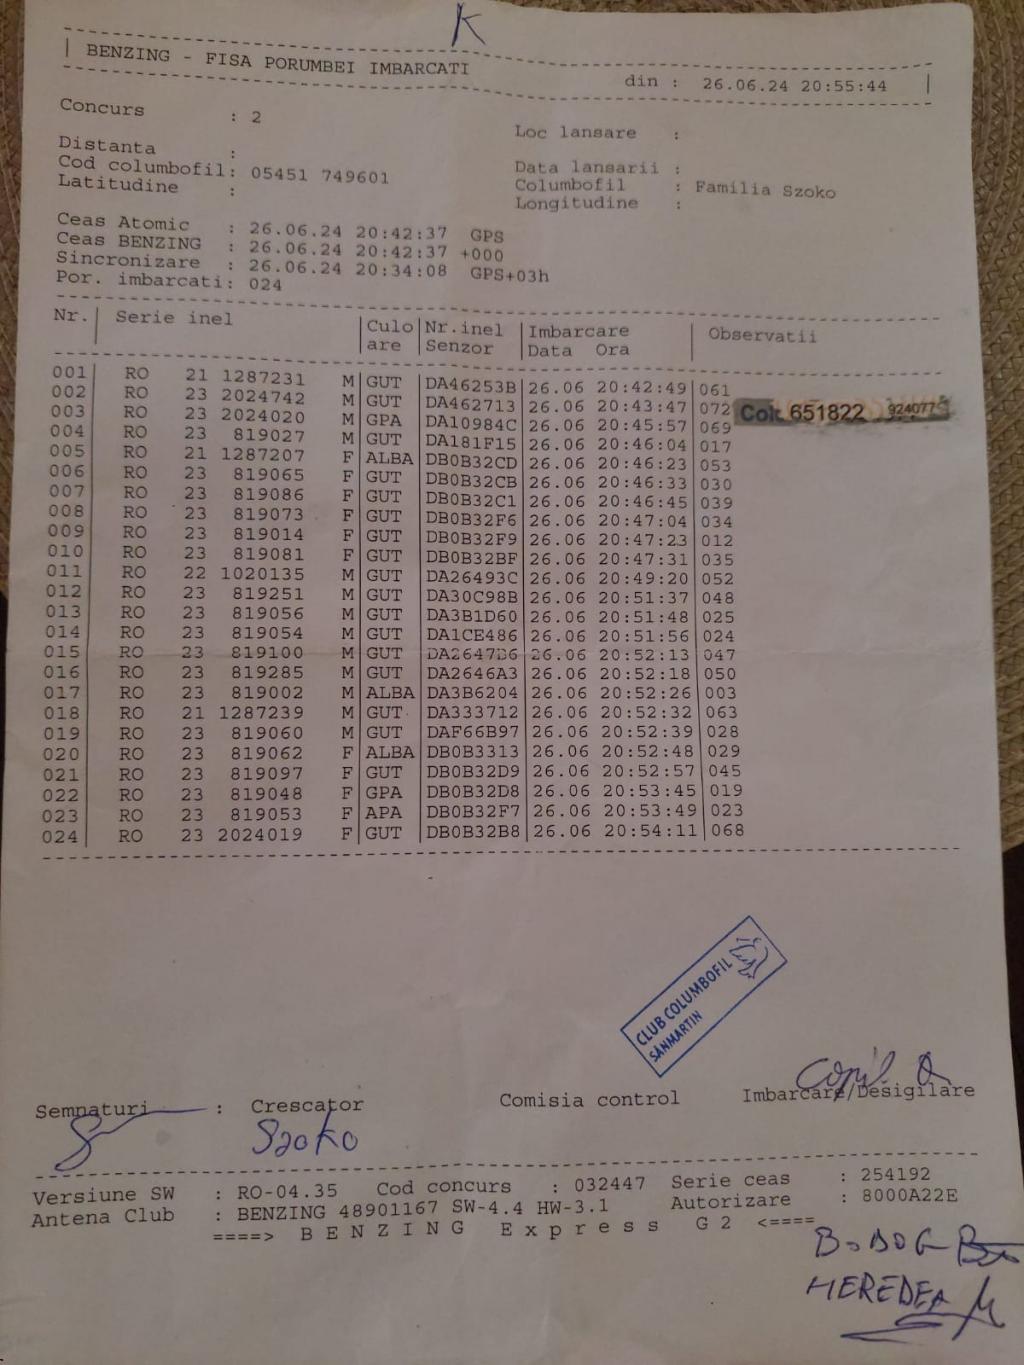 K
BENZING - FISA PORUMBEI IMBARCATI din : 26.06.24 20:55:44
Concurs : 2 Loc lansare :
Distanta : Data lansarii :
Cod columbofil: 05451 749601 Columbofil : Familia Szoko
Latitudine : Longitudine :
Ceas Atomic : 26.06.24 20:42:37 GPS
Ceas BENZING : 26.06.24 20:42:37 +000
Sincronizare : 26.06.24 20:34:08 GPS+03h
Por. imbarcati: 024
Nr. Serie inel Culo Nr.inel Imbarcare Observatii
are Senzor Data Ora
001 RO 21 1287231 M GUT DA46253B 26.06 20:42:49 061
002 RO 23 2024742 M GUT DA462713 26.06 20:43:47 072 651822 924077
003 RO 23 2024020 M GPA DA10984C 26.06 20:45:57 069
004 RO 23 819027 M GUT DA181F15 26.06 20:46:04 017
005 RO 21 1287207 F ALBA DB0B32CD 26.06 20:46:23 053
006 RO 23 819065 F GUT DB0B32CB 26.06 20:46:33 030
007 RO 23 819086 F GUT DB0B32C1 26.06 20:46:45 039
008 RO 23 819073 F GUT DB0B32F6 26.06 20:47:04 034
009 RO 23 819014 F GUT DB0B32F9 26.06 20:47:23 012
010 RO 23 819081 F GUT DB0B32BF 26.06 20:47:31 035
011 RO 22 1020135 M GUT DA26493C 26.06 20:49:20 052
012 RO 23 819251 M GUT DA30C98B 26.06 20:51:37 048
013 RO 23 819056 M GUT DA3B1D60 26.06 20:51:48 025
014 RO 23 819054 M GUT DA1CE486 26.06 20:51:56 024
015 RO 23 819100 M GUT DA2647B6 26.06 20:52:13 047
016 RO 23 819285 M GUT DA2646A3 26.06 20:52:18 050
017 RO 23 819002 M ALBA DA3B6204 26.06 20:52:26 003
018 RO 21 1287239 M GUT DA333712 26.06 20:52:32 063
019 RO 23 819060 M GUT DAF66B97 26.06 20:52:39 028
020 RO 23 819062 F ALBA DB0B3313 26.06 20:52:48 029
021 RO 23 819097 F GUT DB0B32D9 26.06 20:52:57 045
022 RO 23 819048 F GPA DB0B32D8 26.06 20:53:45 019
023 RO 23 819053 F APA DB0B32F7 26.06 20:53:49 023
024 RO 23 2024019 F GUT DB0B32B8 26.06 20:54:11 068
CLUB COLUMBOFIL
SÂNMARTIN
Semnaturi : Crescator Comisia control Imbarcare/Desigilare
Szoko
Versiune SW : RO-04.35 Cod concurs : 032447 Serie ceas : 254192
Antena Club : BENZING 48901167 SW-4.4 HW-3.1 Autorizare : 8000A22E
====> B E N Z I N G E x p r e s s G 2 <====
BODOG
HEREDEA